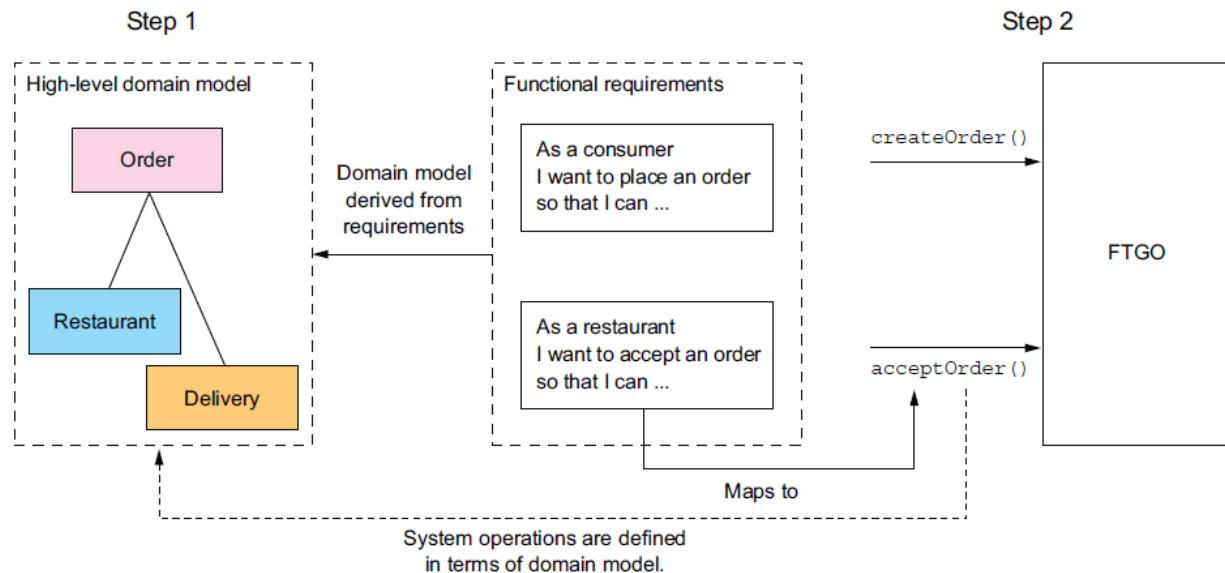 Step 1
Step 2
High-level domain model
Order
Restaurant
Delivery
Domain model
derived from
requirements
Functional requirements
As a consumer
I want to place an order
so that I can ...
As a restaurant
I want to accept an order
so that I can ...
createOrder()
acceptOrder()
FTGO
Maps to
System operations are defined
in terms of domain model.